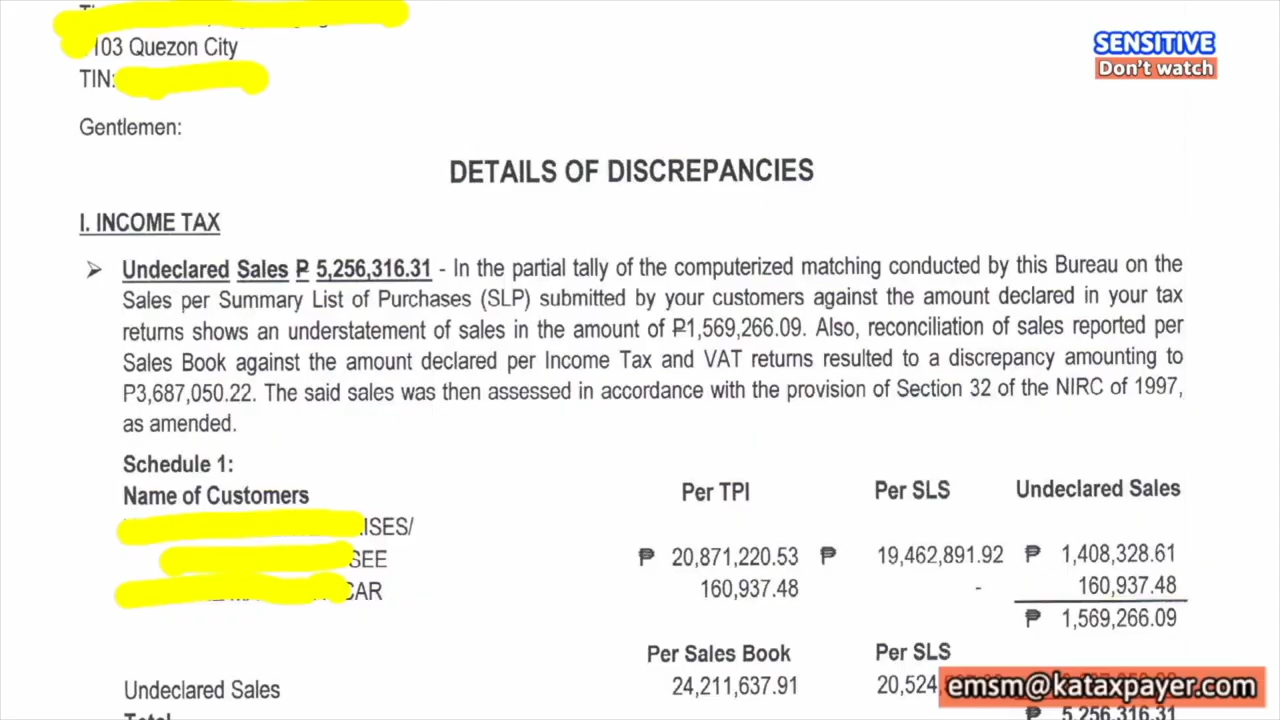 SENSITIVE
Don't watch
103 Quezon City
TIN:
Gentlemen:
DETAILS OF DISCREPANCIES
I. INCOME TAX
➢ Undeclared Sales ₱ 5,256,316.31 - In the partial tally of the computerized matching conducted by this Bureau on the
Sales per Summary List of Purchases (SLP) submitted by your customers against the amount declared in your tax
returns shows an understatement of sales in the amount of ₱1,569,266.09. Also, reconciliation of sales reported per
Sales Book against the amount declared per Income Tax and VAT returns resulted to a discrepancy amounting to
P3,687,050.22. The said sales was then assessed in accordance with the provision of Section 32 of the NIRC of 1997,
as amended.
Schedule 1:
Name of Customers Per TPI Per SLS Undeclared Sales
ISES/
SEE ₱ 20,871,220.53 ₱ 19,462,891.92 ₱ 1,408,328.61
CAR 160,937.48 - 160,937.48
₱ 1,569,266.09
Per Sales Book Per SLS
Undeclared Sales 24,211,637.91 20,524,
emsm@kataxpayer.com
Total ₱ 5,256,316.31